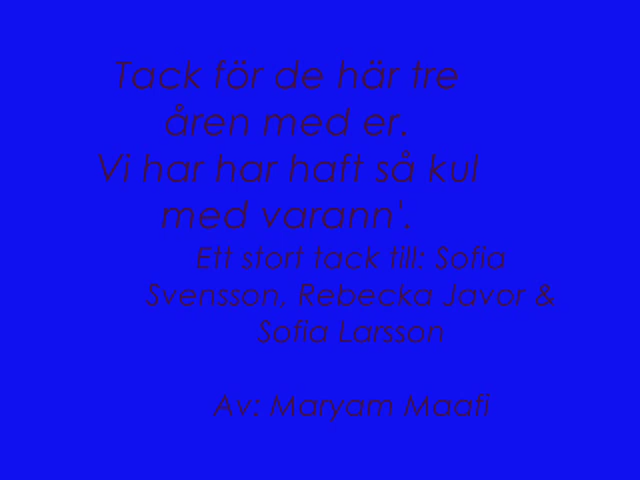 Tack för de här tre
åren med er.
Vi har har haft så kul
med varann'.
Ett stort tack till: Sofia
Svensson, Rebecka Javor &
Sofia Larsson
Av: Maryam Maafi